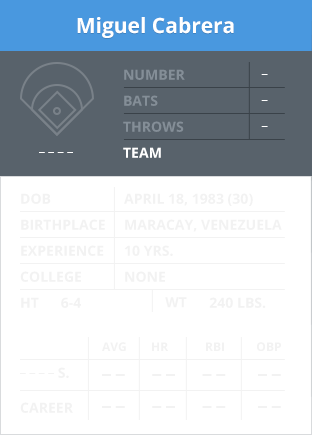 Miguel Cabrera
NUMBER –
BATS –
THROWS –
– – – – TEAM
DOB APRIL 18, 1983 (30)
BIRTHPLACE MARACAY, VENEZUELA
EXPERIENCE 10 YRS.
COLLEGE NONE
HT 6-4 WT 240 LBS.
AVG HR RBI OBP
– – – – S. – – – – – – – –
CAREER – – – – – – – –